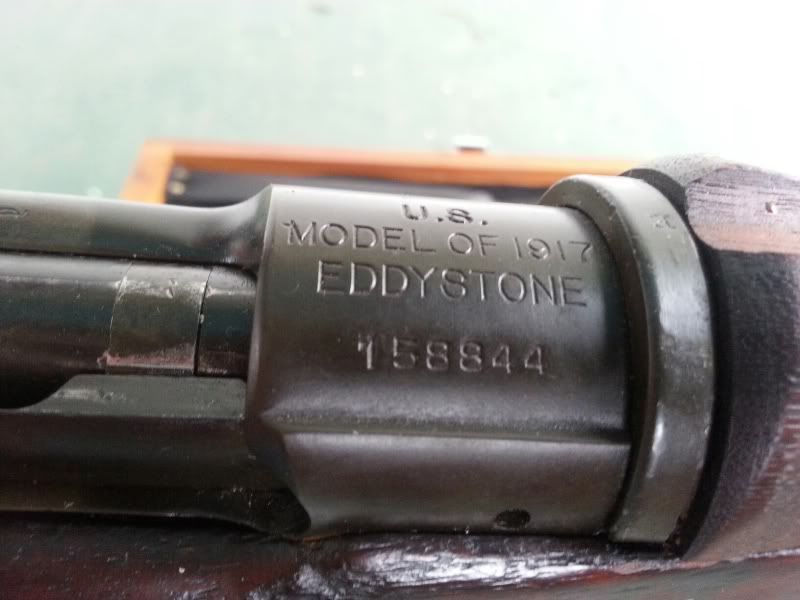 U.S.
MODEL OF 1917
EDDYSTONE
158844